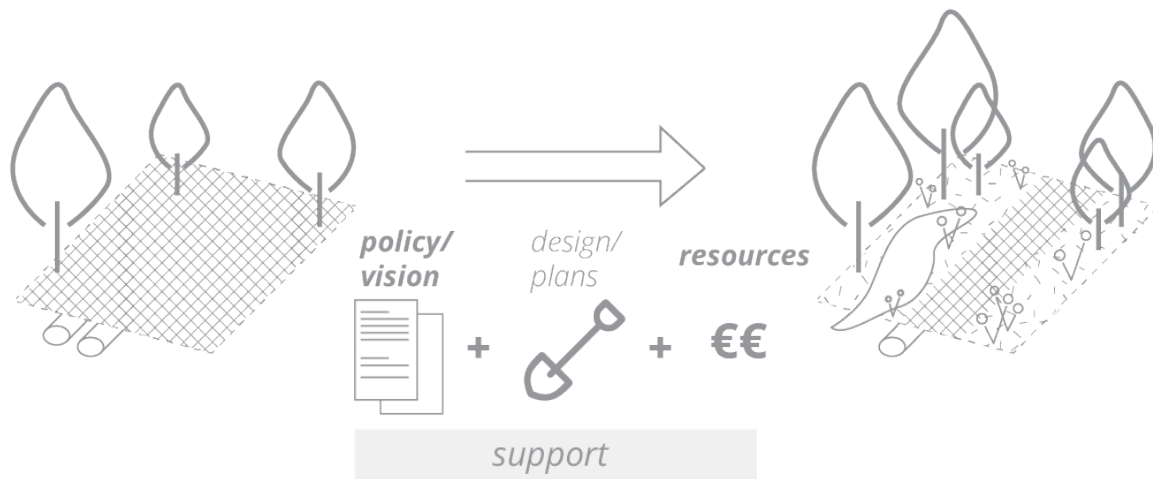 policy/
vision
design/
plans
resources
+
+
€€
support